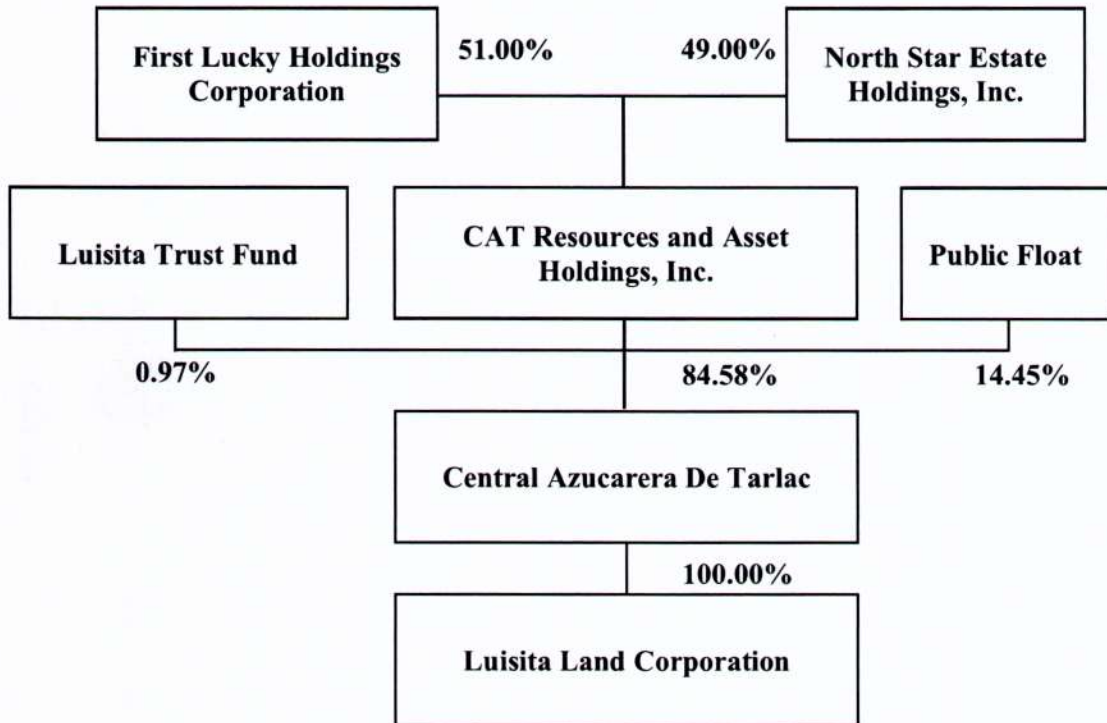 First Lucky Holdings
Corporation
51.00%
49.00%
North Star Estate
Holdings, Inc.
Luisita Trust Fund
CAT Resources and Asset
Holdings, Inc.
Public Float
0.97%
84.58%
14.45%
Central Azucarera De Tarlac
100.00%
Luisita Land Corporation